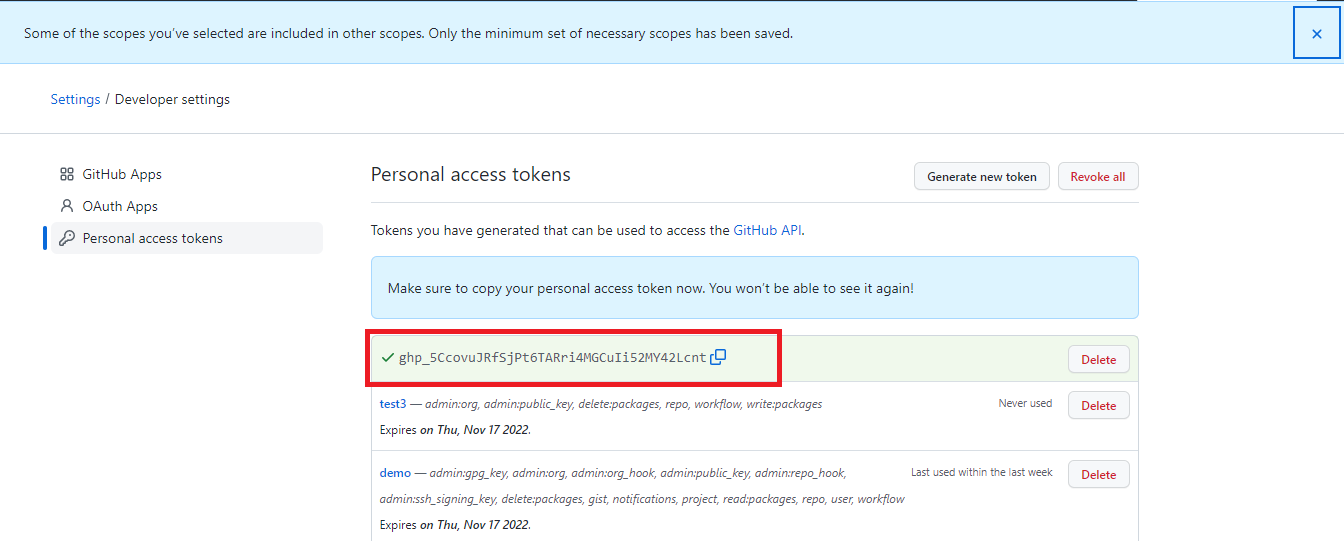 Some of the scopes you've selected are included in other scopes. Only the minimum set of necessary scopes has been saved.
Settings / Developer settings
GitHub Apps
OAuth Apps
Personal access tokens
Personal access tokens
Generate new token
Revoke all
Tokens you have generated that can be used to access the GitHub API.
Make sure to copy your personal access token now. You won't be able to see it again!
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
Delete
test3 — admin:org, admin:public_key, delete:packages, repo, workflow, write:packages
Never used
Delete
Expires on Thu, Nov 17 2022.
demo — admin:gpg_key, admin:org, admin:org_hook, admin:public_key, admin:repo_hook,
admin:ssh_signing_key, delete:packages, gist, notifications, project, read:packages, repo, user, workflow
Last used within the last week
Delete
Expires on Thu, Nov 17 2022.